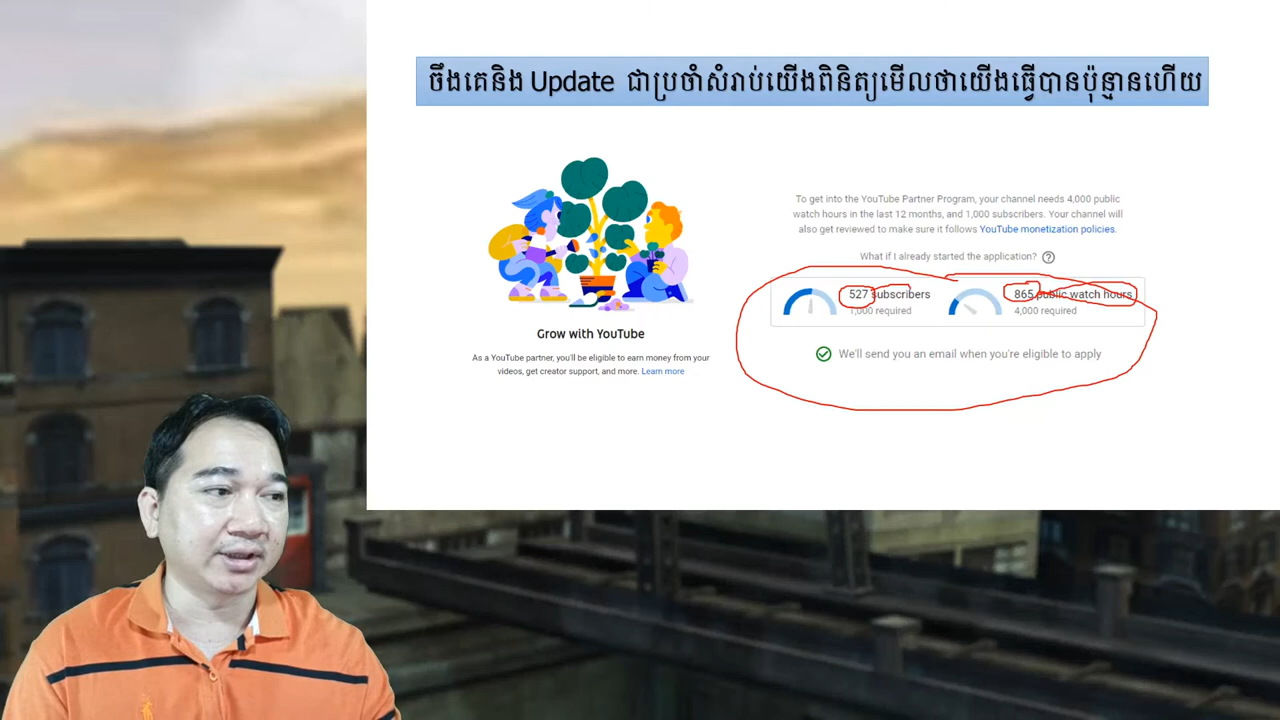 ចឹងគេនិង Update ជាប្រចាំសំរាប់យើងពិនិត្យមើលថាយើងធ្វើបានប៉ុន្មានហើយ
To get into the YouTube Partner Program, your channel needs 4,000 public
watch hours in the last 12 months, and 1,000 subscribers. Your channel will
also get reviewed to make sure it follows YouTube monetization policies.
What if I already started the application? ?
527 subscribers
1,000 required
865 public watch hours
4,000 required
We'll send you an email when you're eligible to apply
Grow with YouTube
As a YouTube partner, you'll be eligible to earn money from your
videos, get creator support, and more. Learn more